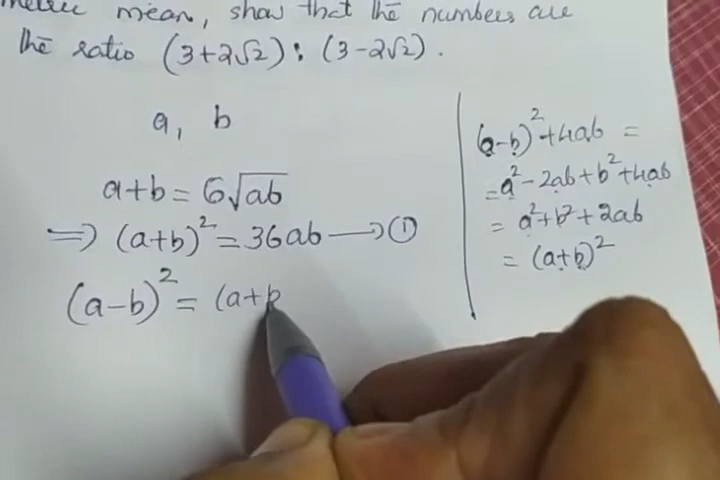 mean, show that the numbers are
the ratio (3+2√2) : (3-2√2).
a, b
a+b = 6√ab
=> (a+b)² = 36ab → ①
(a-b)² = (a+b
(a-b)² + 4ab =
= a² - 2ab + b² + 4ab
= a² + b² + 2ab
= (a+b)²